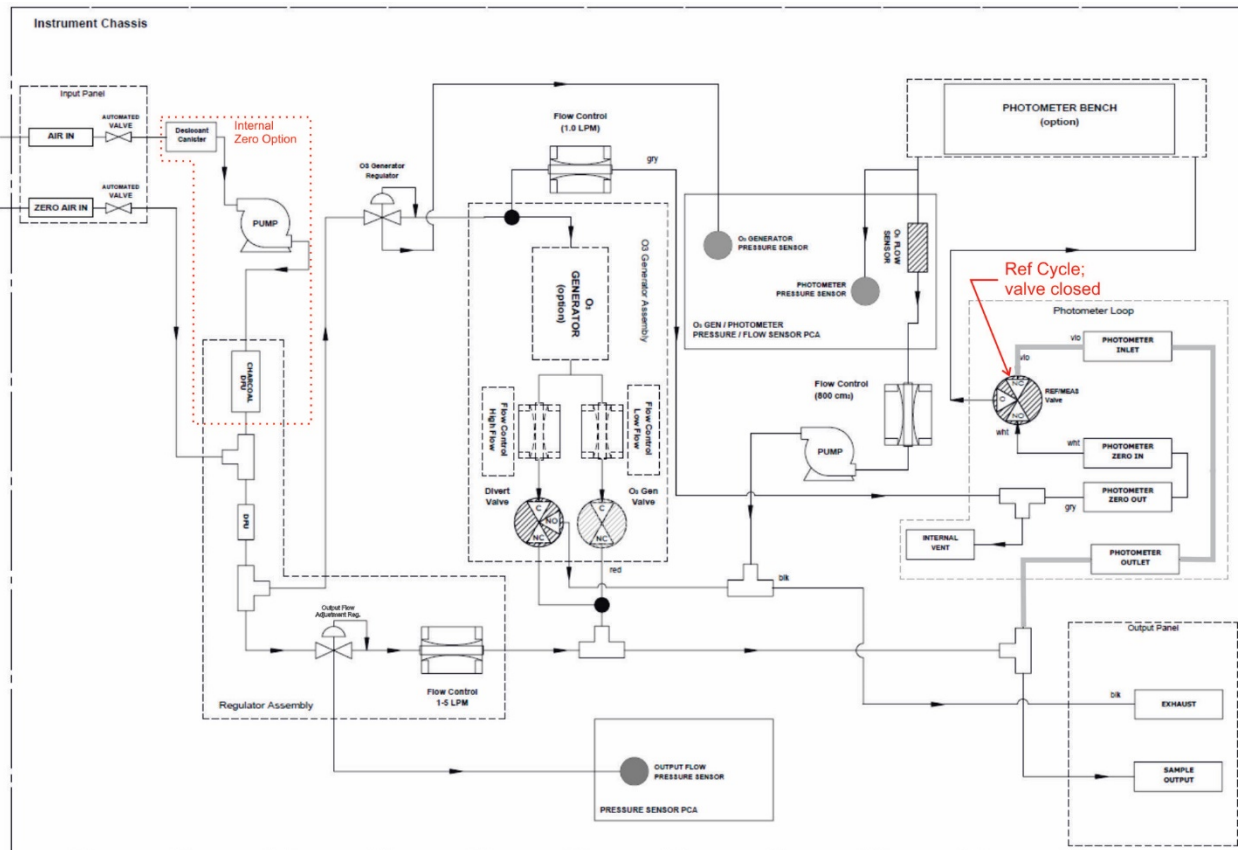 Instrument Chassis
Input Panel
AIR IN
AUTOMATED
VALVE
ZERO AIR IN
AUTOMATED
VALVE
Desiccant
Canister
Internal
Zero Option
PUMP
CHARCOAL
DFU
DFU
Output Flow
Adjustment Reg.
Flow Control
1-5 LPM
Regulator Assembly
O3 Generator
Regulator
Flow Control
(1.0 LPM)
gry
O3 Generator Assembly
O₃
GENERATOR
(option)
Flow Control
High Flow
Flow Control
Low Flow
Divert
Valve
C
NO
NC
O₃ Gen
Valve
C
NC
red
O₃ GENERATOR
PRESSURE SENSOR
PHOTOMETER
PRESSURE SENSOR
O₃ GEN / PHOTOMETER
PRESSURE / FLOW SENSOR PCA
O₃ FLOW
SENSOR
Flow Control
(800 cm₃)
PUMP
blk
PHOTOMETER BENCH
(option)
Ref Cycle;
valve closed
Photometer Loop
vio
vio
PHOTOMETER
INLET
NC
C
NO
REF/MEAS
Valve
wht
wht
PHOTOMETER
ZERO IN
gry
PHOTOMETER
ZERO OUT
INTERNAL
VENT
PHOTOMETER
OUTLET
Output Panel
blk
EXHAUST
SAMPLE
OUTPUT
OUTPUT FLOW
PRESSURE SENSOR
PRESSURE SENSOR PCA